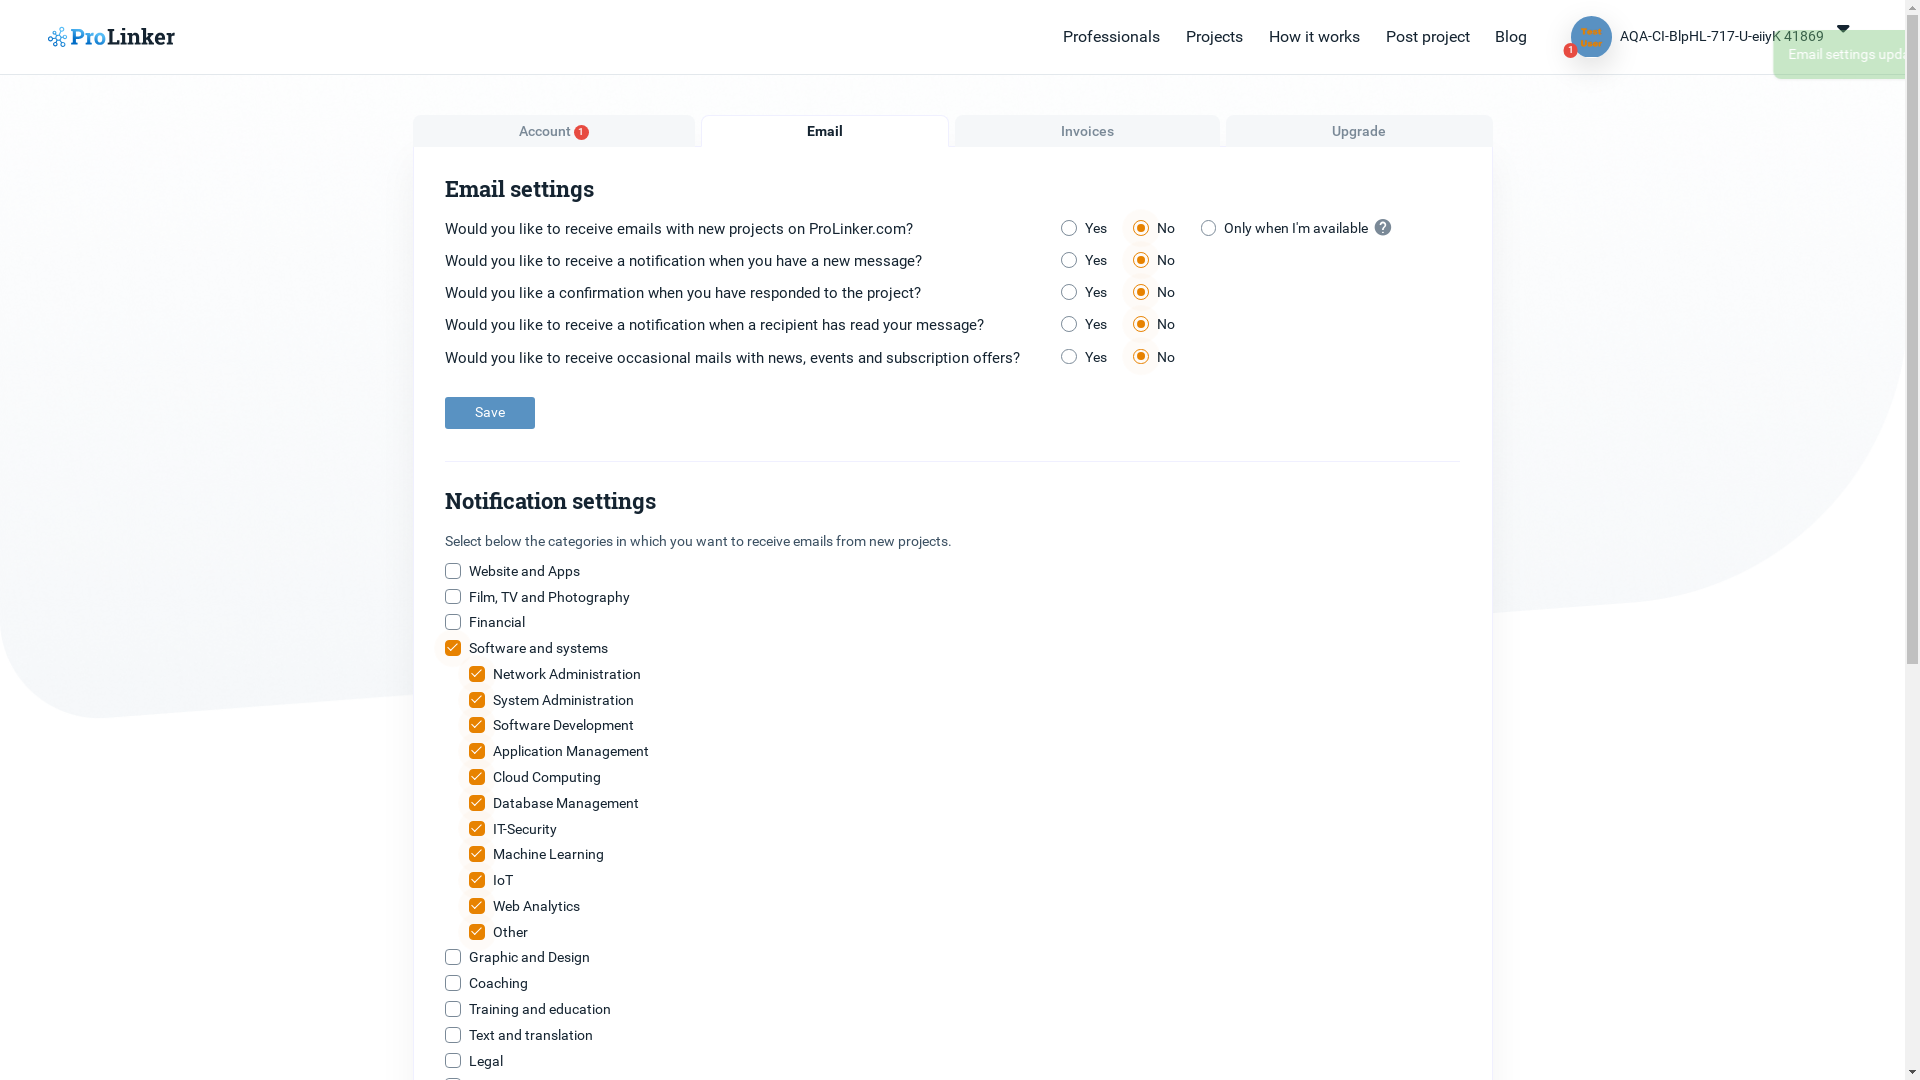 ProLinker
Professionals
Projects
How it works
Post project
Blog
1
AQA-CI-BlpHL-717-U-eiiyK 41869
Email settings upda
Account 1
Email
Invoices
Upgrade
Email settings
Would you like to receive emails with new projects on ProLinker.com? Yes No Only when I'm available ?
Would you like to receive a notification when you have a new message? Yes No
Would you like a confirmation when you have responded to the project? Yes No
Would you like to receive a notification when a recipient has read your message? Yes No
Would you like to receive occasional mails with news, events and subscription offers? Yes No
Save
Notification settings
Select below the categories in which you want to receive emails from new projects.
Website and Apps
Film, TV and Photography
Financial
Software and systems
Network Administration
System Administration
Software Development
Application Management
Cloud Computing
Database Management
IT-Security
Machine Learning
IoT
Web Analytics
Other
Graphic and Design
Coaching
Training and education
Text and translation
Legal